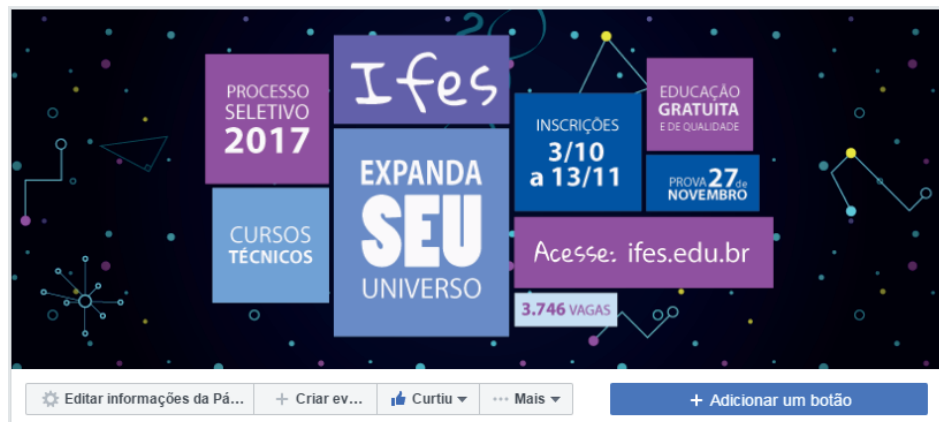 PROCESSO
SELETIVO
2017
Ifes
CURSOS
TÉCNICOS
EXPANDA
SEU
UNIVERSO
INSCRIÇÕES
3/10
a 13/11
EDUCAÇÃO
GRATUITA
E DE QUALIDADE
PROVA 27 de
NOVEMBRO
Acesse: ifes.edu.br
3.746 VAGAS
Editar informações da Pá...
+ Criar ev...
Curtiu
Mais
+ Adicionar um botão